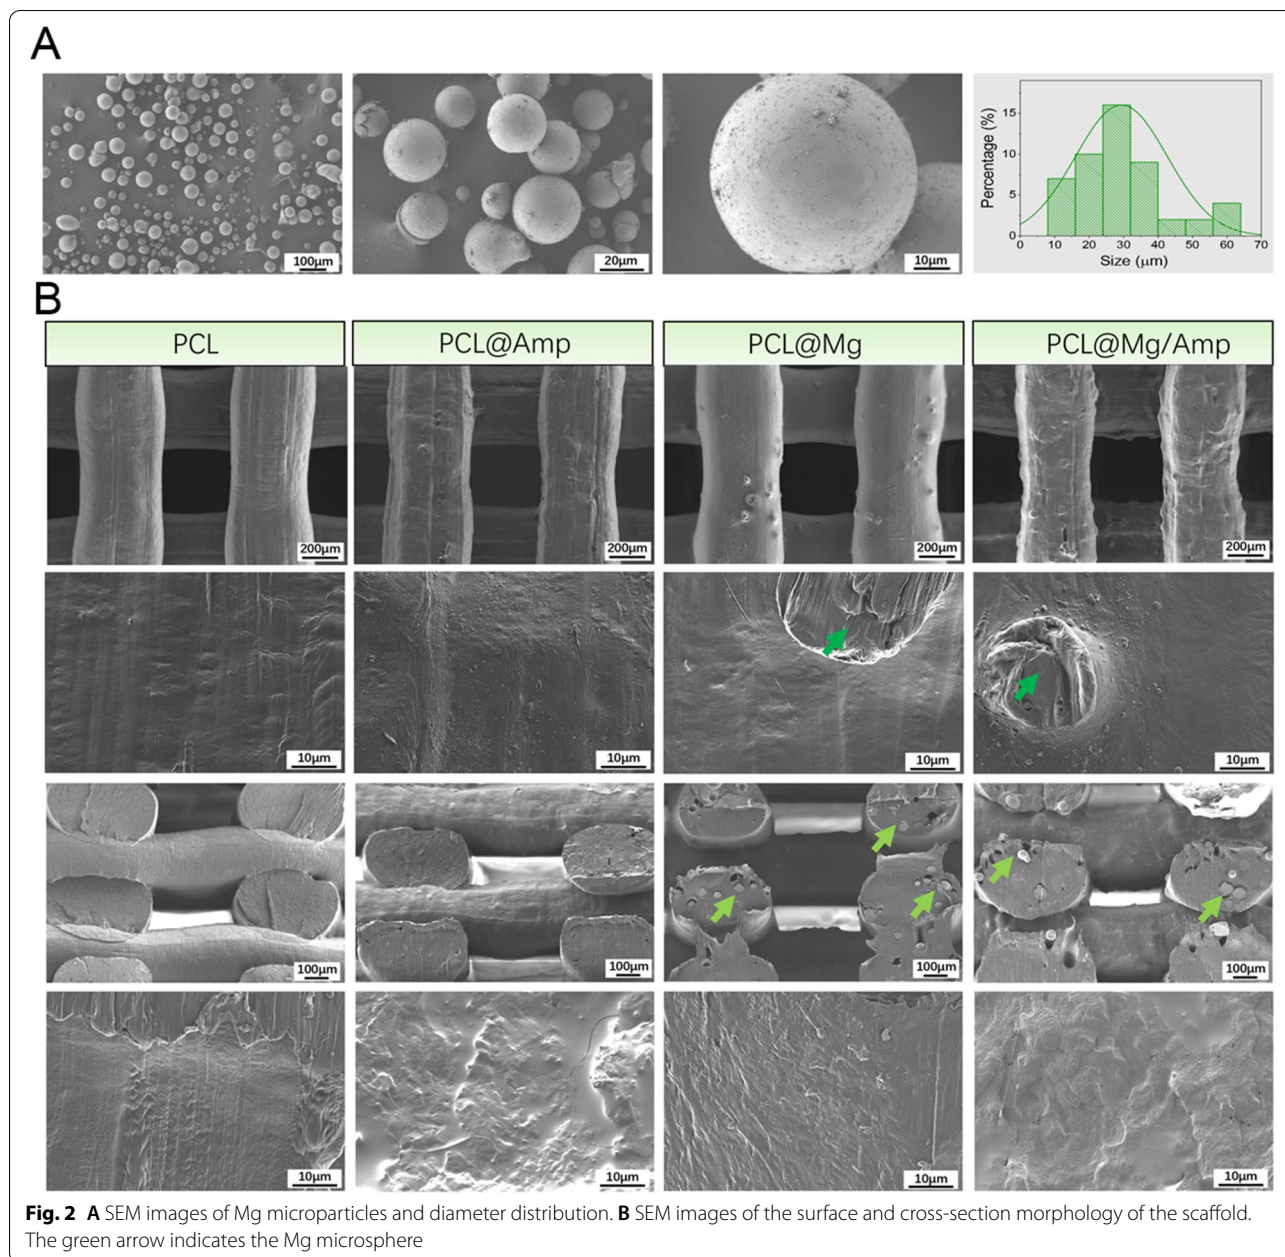 A
100μm
20μm
10μm
Percentage (%)
15
10
5
0
0 10 20 30 40 50 60 70
Size (μm)
B
PCL
PCL@Amp
PCL@Mg
PCL@Mg/Amp
200μm
200μm
200μm
200μm
10μm
10μm
10μm
10μm
100μm
100μm
100μm
100μm
10μm
10μm
10μm
10μm
Fig. 2 A SEM images of Mg microparticles and diameter distribution. B SEM images of the surface and cross-section morphology of the scaffold.
The green arrow indicates the Mg microsphere